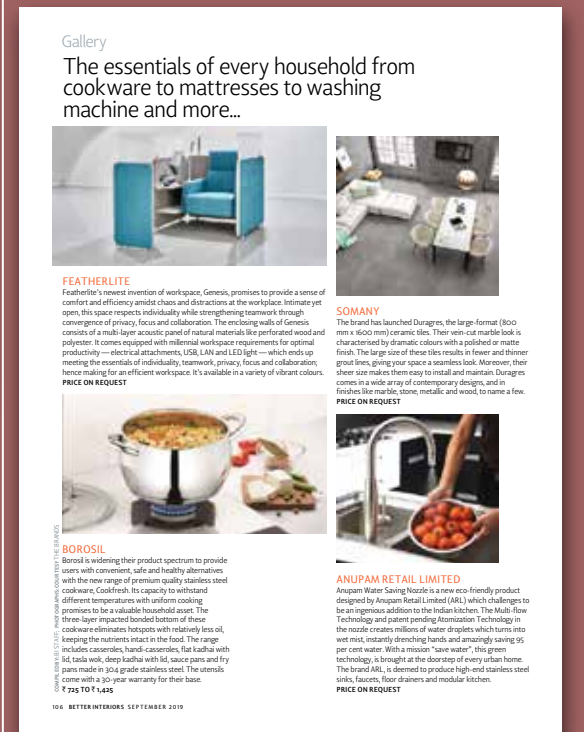 Gallery
The essentials of every household from
cookware to mattresses to washing
machine and more...
FEATHERLITE
Featherlite's newest invention of workspace, Genesis, promises to provide a sense of
comfort and efficiency amidst chaos and distractions at the workplace. Intimate yet
open, this space respects individuality while strengthening teamwork through
convergence of privacy, focus and collaboration. The enclosing walls of Genesis
consists of a multi-layer acoustic panel of natural materials like perforated wood and
polyester. It comes equipped with millennial workspace requirements for optimal
productivity — electrical attachments, USB, LAN and LED light — which ends up
meeting the essentials of individuality, teamwork, privacy, focus and collaboration;
hence making for an efficient workspace. It's available in a variety of vibrant colours.
PRICE ON REQUEST
SOMANY
The brand has launched Duragres, the large-format (800
mm x 1600 mm) ceramic tiles. Their vein-cut marble look is
characterised by dramatic colours with a polished or matte
finish. The large size of these tiles results in fewer and thinner
grout lines, giving your space a seamless look. Moreover, their
sheer size makes them easy to install and maintain. Duragres
comes in a wide array of contemporary designs, and in
finishes like marble, stone, metallic and wood, to name a few.
PRICE ON REQUEST
BOROSIL
Borosil is widening their product spectrum to provide
users with convenient, safe and healthy alternatives
with the new range of premium quality stainless steel
cookware, Cookfresh. Its capacity to withstand
different temperatures with uniform cooking
promises to be a valuable household asset. The
three-layer impacted bonded bottom of these
cookware eliminates hotspots with relatively less oil,
keeping the nutrients intact in the food. The range
includes casseroles, handi-casseroles, flat kadhai with
lid, tasla wok, deep kadhai with lid, sauce pans and fry
pans made in 304 grade stainless steel. The utensils
come with a 30-year warranty for their base.
₹ 725 TO ₹ 1,425
ANUPAM RETAIL LIMITED
Anupam Water Saving Nozzle is a new eco-friendly product
designed by Anupam Retail Limited (ARL) which challenges to
be an ingenious addition to the Indian kitchen. The Multi-flow
Technology and patent pending Atomization Technology in
the nozzle creates millions of water droplets which turns into
wet mist, instantly drenching hands and amazingly saving 95
per cent water. With a mission "save water", this green
technology, is brought at the doorstep of every urban home.
The brand ARL, is deemed to produce high-end stainless steel
sinks, faucets, floor drainers and modular kitchen.
PRICE ON REQUEST
COMPILED BY BI STAFF; PHOTOGRAPHS COURTESY THE BRANDS
106 BETTER INTERIORS SEPTEMBER 2019